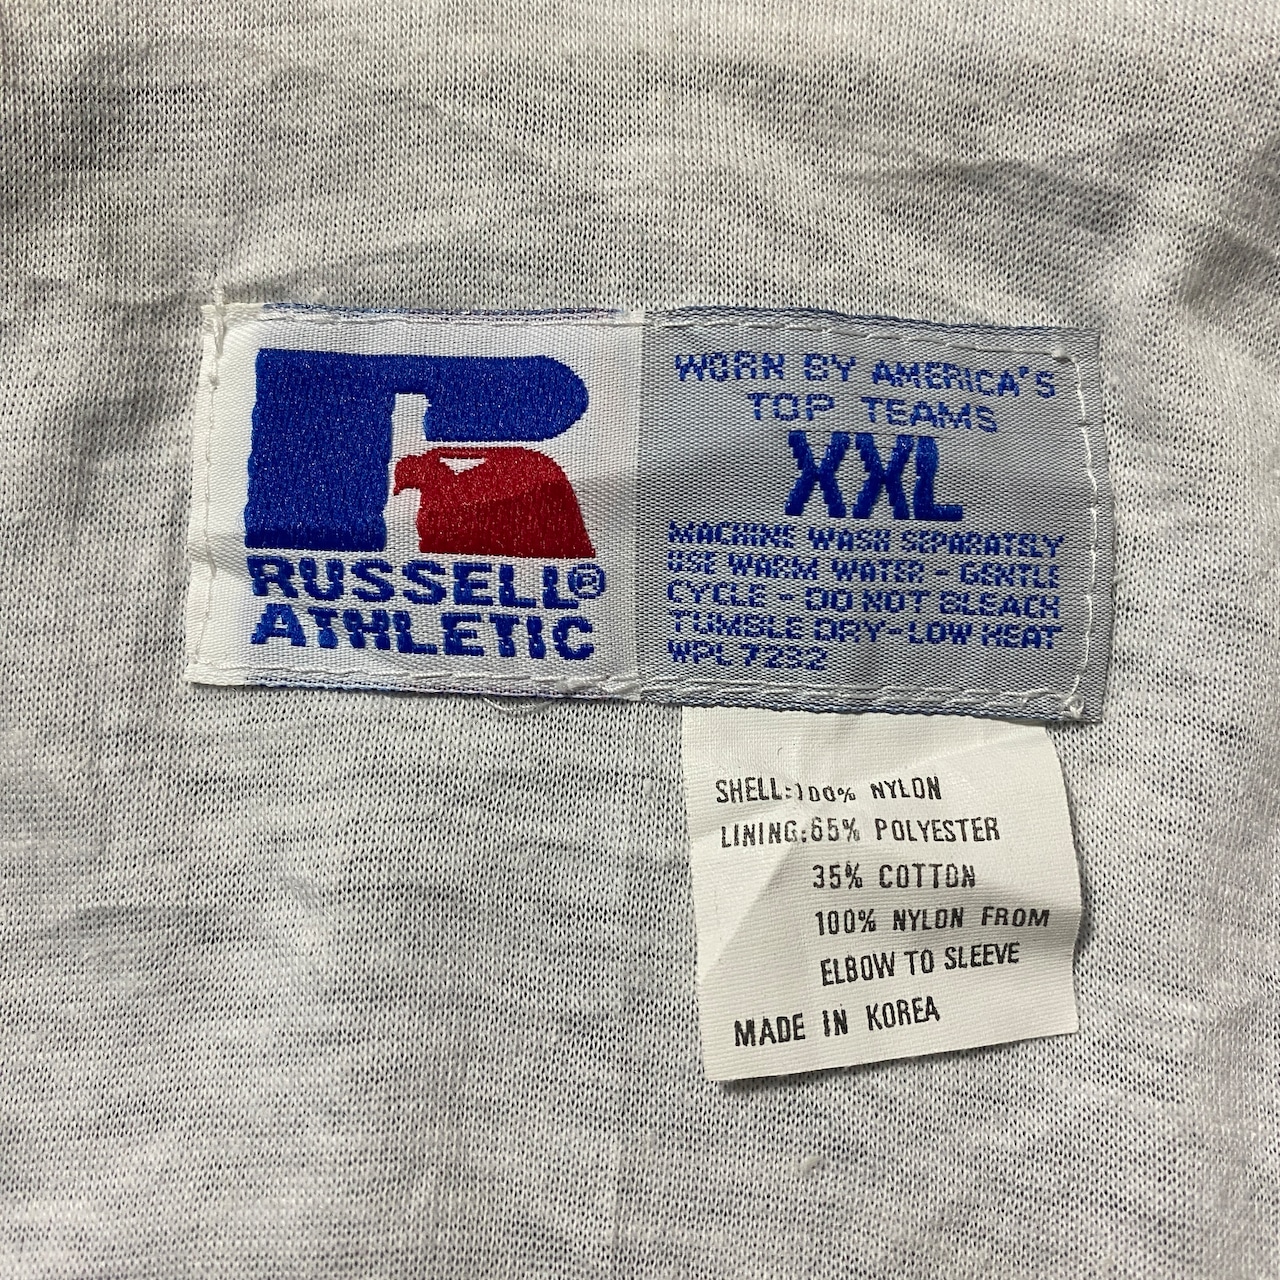 RUSSELL®
ATHLETIC
WORN BY AMERICA'S
TOP TEAMS
XXL
MACHINE WASH SEPARATELY
USE WARM WATER - GENTLE
CYCLE - DO NOT BLEACH
TUMBLE DRY-LOW HEAT
WPL 7232
SHELL:100% NYLON
LINING:65% POLYESTER
35% COTTON
100% NYLON FROM
ELBOW TO SLEEVE
MADE IN KOREA